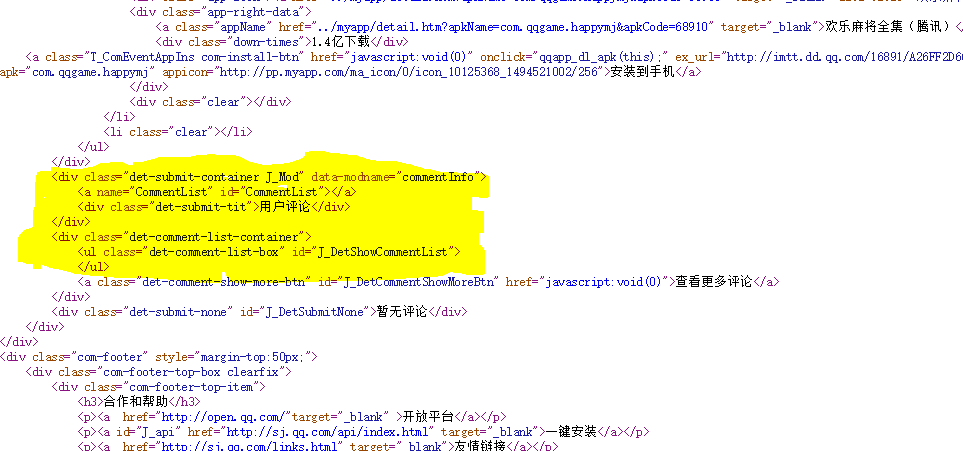 <div class="app-right-data">
<a class="appName" href="../myapp/detail.htm?apkName=com.qqgame.happymj&apkCode=68910" target="_blank">欢乐麻将全集（腾讯）<
<div class="down-times">1.4亿下载</div>
<a class="T_ComEventAppIns com-install-btn" href="javascript:void(0)" onclick="qqapp_dl_apk(this);" ex_url="http://imtt.dd.qq.com/16891/A26FF2D6
apk="com.qqgame.happymj" appicon="http://pp.myapp.com/ma_icon/0/icon_10125368_1494521002/256">安装到手机</a>
</div>
<div class="clear"></div>
</li>
<li class="clear"></li>
</ul>
</div>
<div class="det-submit-container J_Mod" data-modname="commentInfo">
<a name="CommentList" id="CommentList"></a>
<div class="det-submit-tit">用户评论</div>
</div>
<div class="det-comment-list-container">
<ul class="det-comment-list-box" id="J_DetShowCommentList">
</ul>
<a class="det-comment-show-more-btn" id="J_DetCommentShowMoreBtn" href="javascript:void(0)">查看更多评论</a>
</div>
<div class="det-submit-none" id="J_DetSubmitNone">暂无评论</div>
</div>
</div>
<div class="com-footer" style="margin-top:50px;">
<div class="com-footer-top-box clearfix">
<div class="com-footer-top-item">
<h3>合作和帮助</h3>
<p><a  href="http://open.qq.com/"target="_blank" >开放平台</a></p>
<p><a id="J_api" href="http://sj.qq.com/api/index.html" target="_blank">一键安装</a></p>
<p><a  href="http://sj.qq.com/links.html" target="_blank">友情链接</a></p>